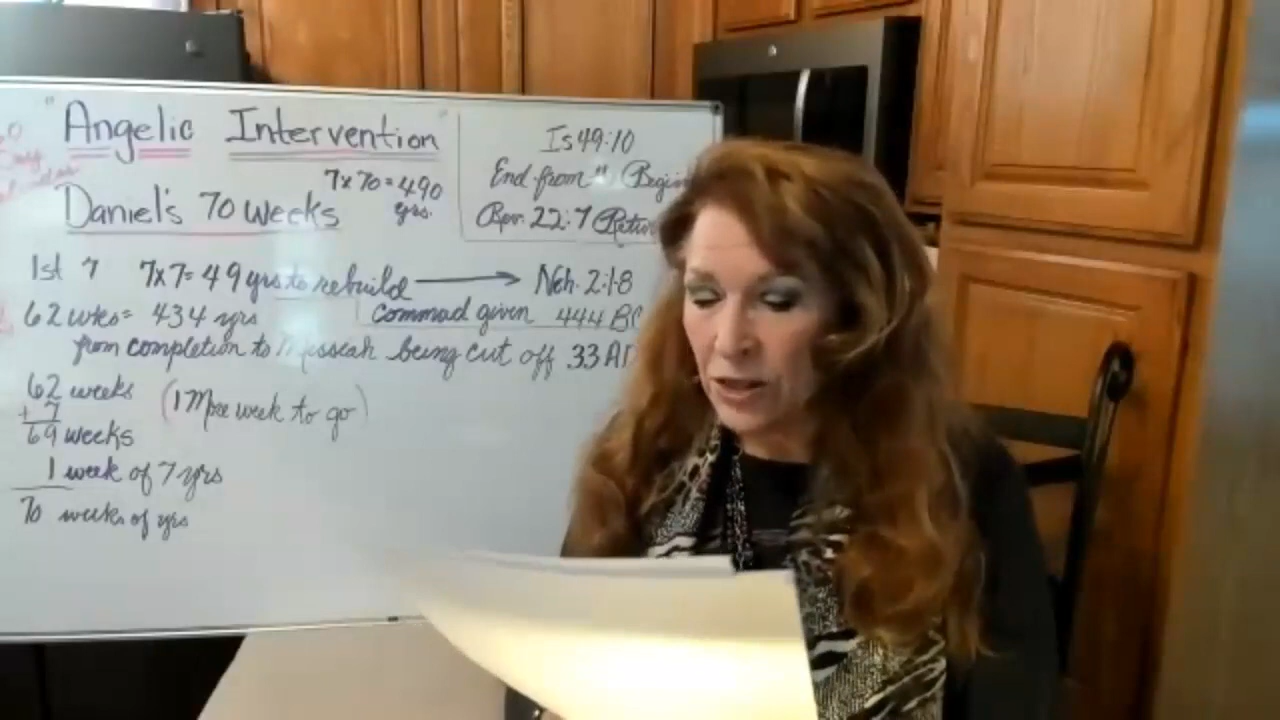 "Angelic Intervention"
7x70=490
yrs.
Daniel's 70 weeks
Is 49:10
End from "
Rev. 22:7
1st 7 7x7=49 yrs to rebuild → Neh. 2:1-8
62 wks= 434 yrs
Commad given 444 BC
from completion to Messeah being cut off 33 AD
62 weeks
+ 7
69 weeks
(1 More week to go)
1 week of 7 yrs
70 weeks of yrs